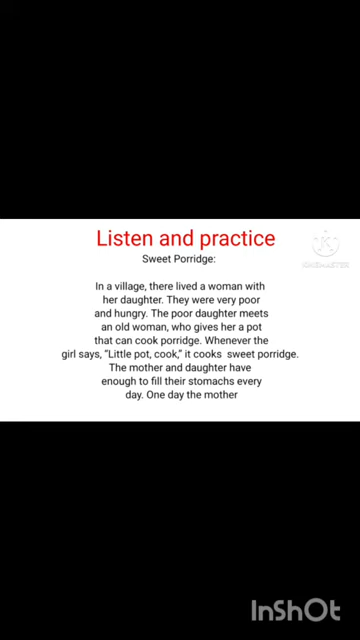 Listen and practice
Sweet Porridge:
In a village, there lived a woman with
her daughter. They were very poor
and hungry. The poor daughter meets
an old woman, who gives her a pot
that can cook porridge. Whenever the
girl says, “Little pot, cook,” it cooks sweet porridge.
The mother and daughter have
enough to fill their stomachs every
day. One day the mother
KINEMASTER
InShOt